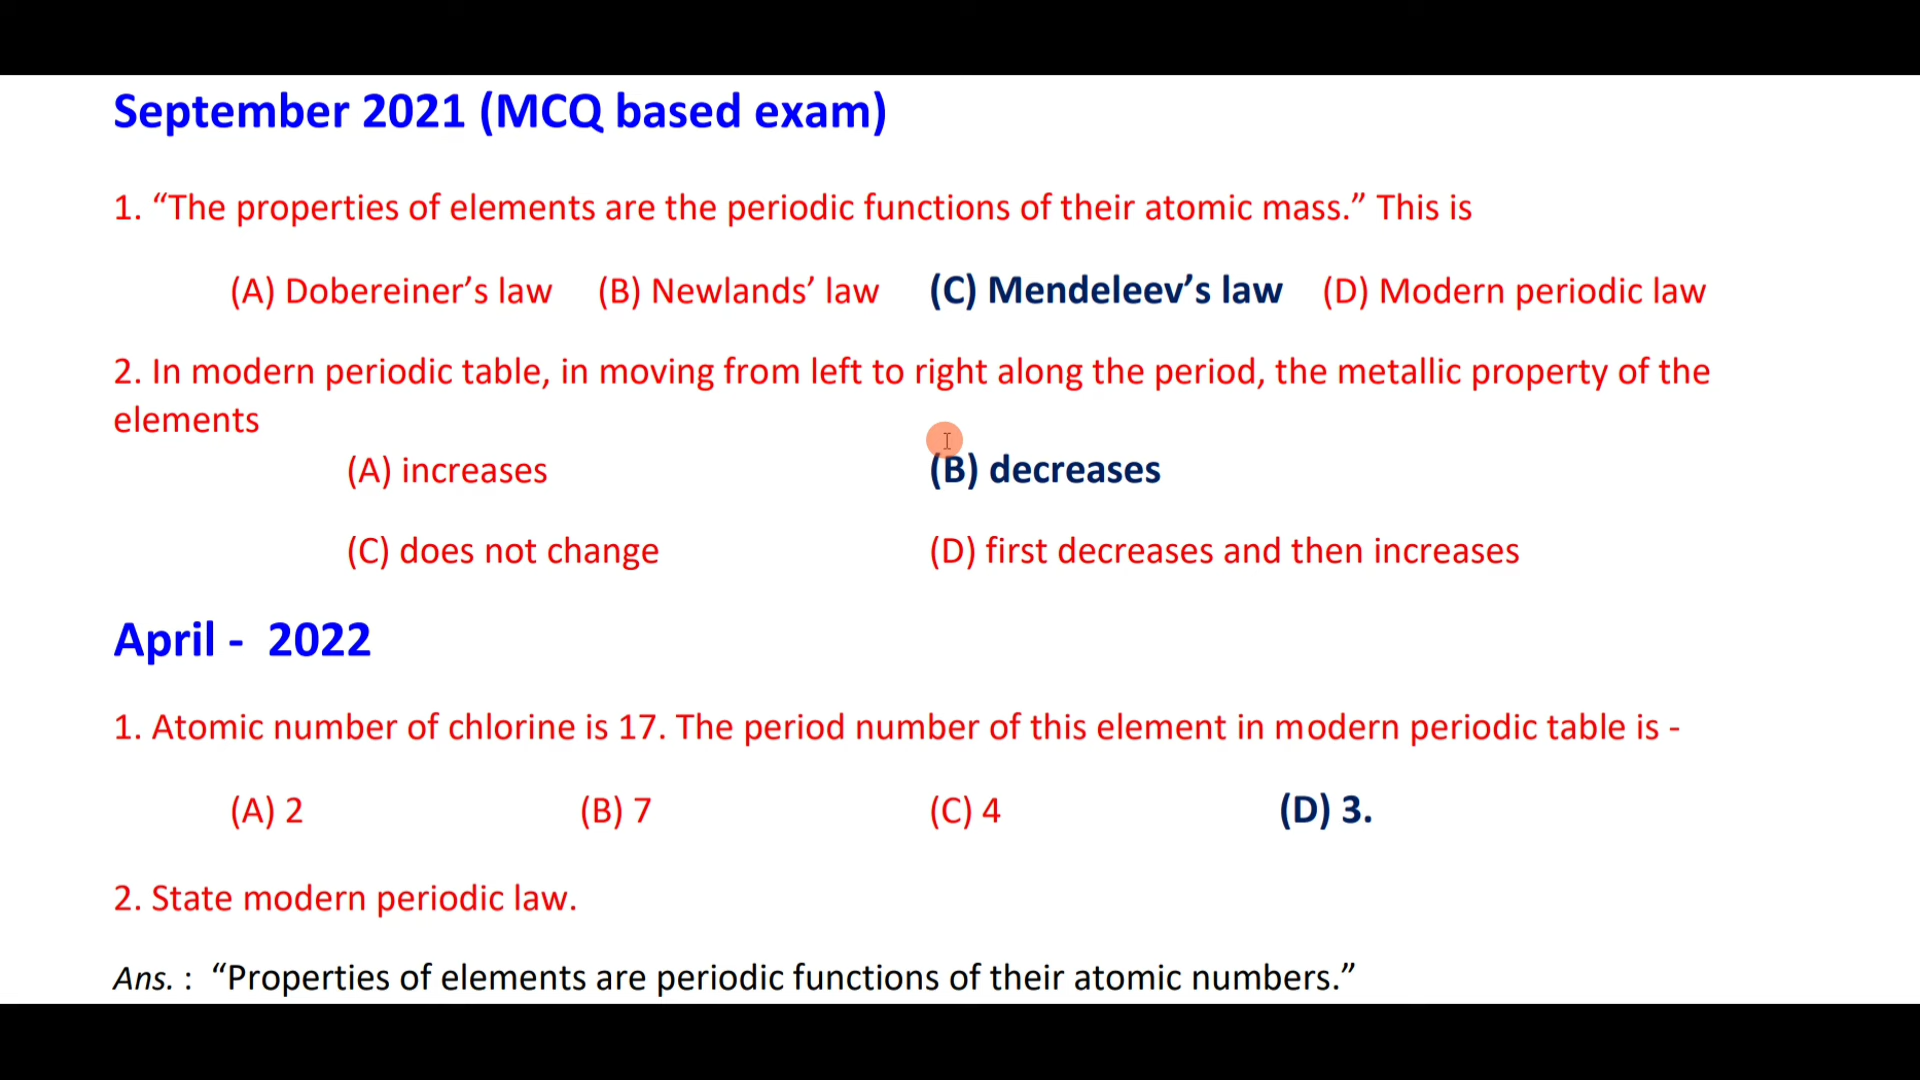 September 2021 (MCQ based exam)
1. “The properties of elements are the periodic functions of their atomic mass.” This is
(A) Dobereiner’s law (B) Newlands’ law (C) Mendeleev’s law (D) Modern periodic law
2. In modern periodic table, in moving from left to right along the period, the metallic property of the
elements
(A) increases (B) decreases
(C) does not change (D) first decreases and then increases
April - 2022
1. Atomic number of chlorine is 17. The period number of this element in modern periodic table is -
(A) 2 (B) 7 (C) 4 (D) 3.
2. State modern periodic law.
Ans. : “Properties of elements are periodic functions of their atomic numbers.”